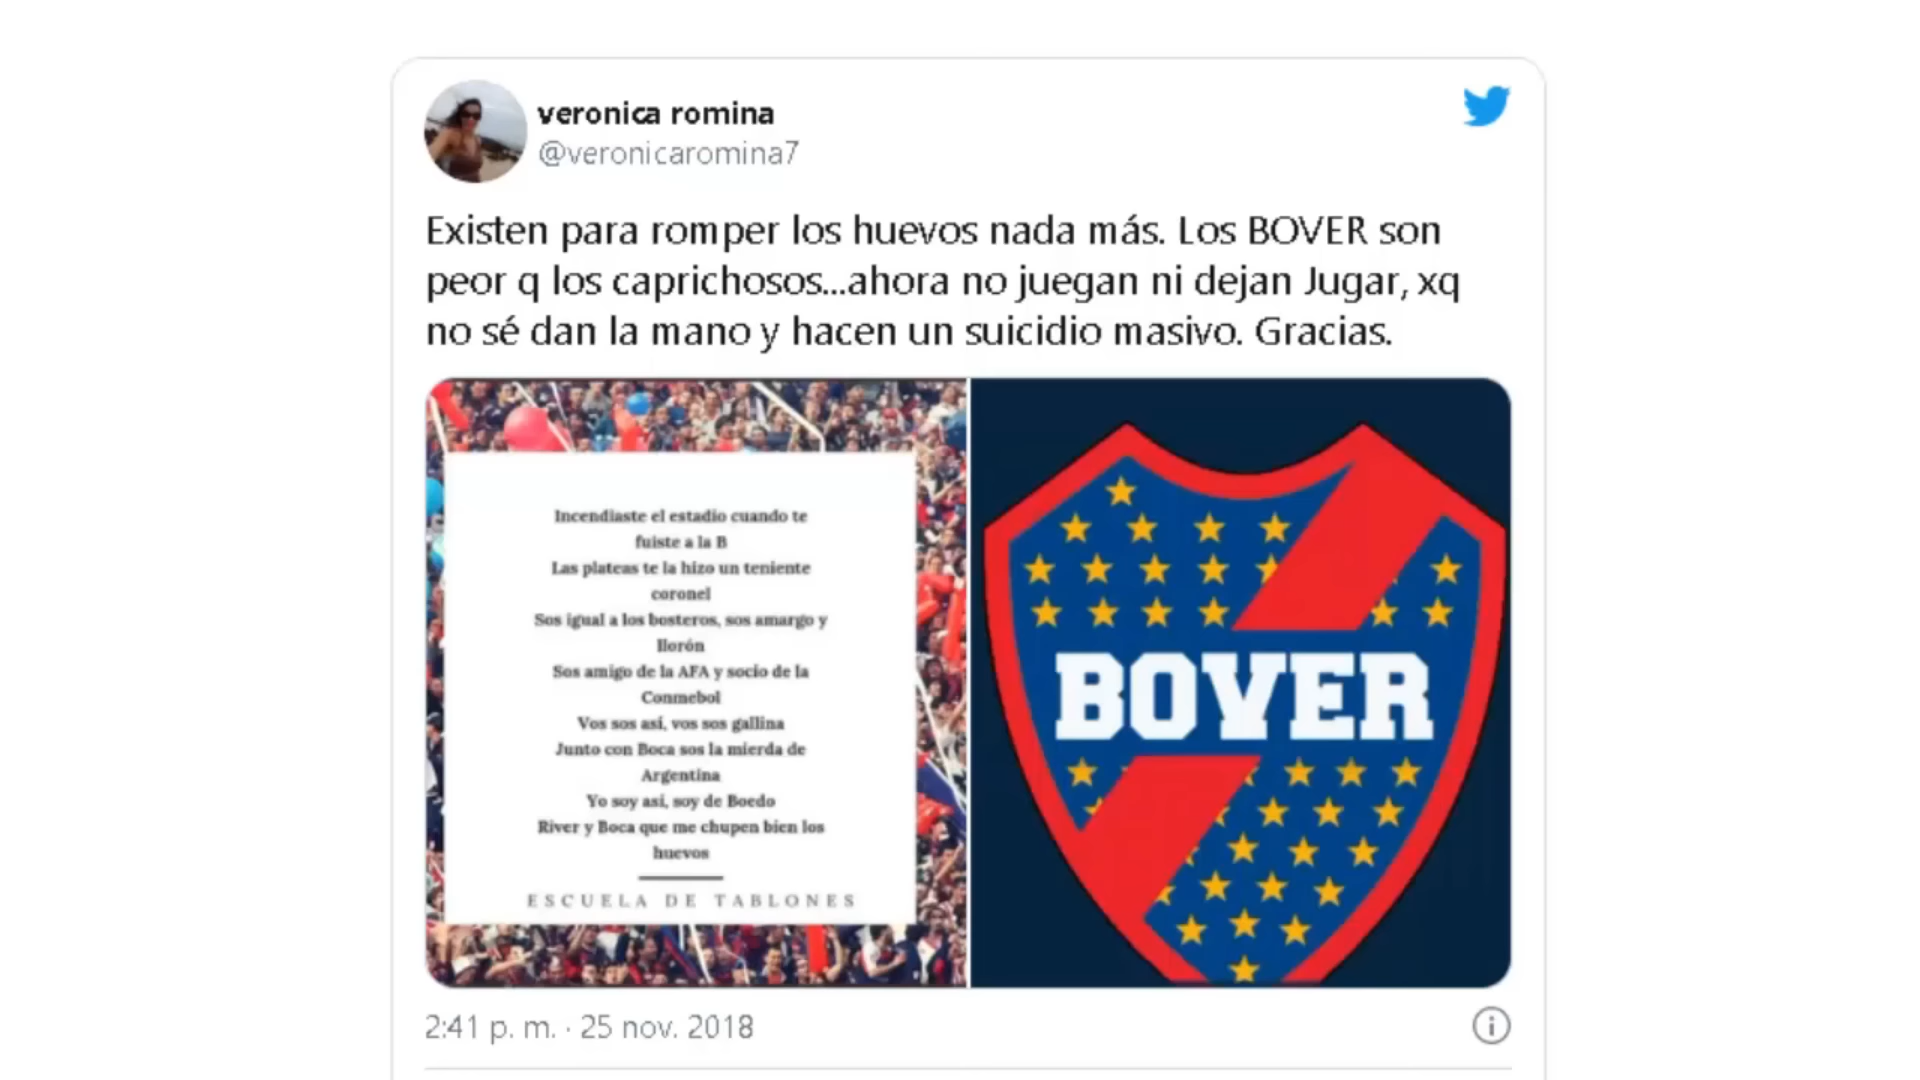 veronica romina
@veronicaromina7
Existen para romper los huevos nada más. Los BOVER son
peor q los caprichosos...ahora no juegan ni dejan Jugar, xq
no sé dan la mano y hacen un suicidio masivo. Gracias.
Incendiaste el estadio cuando te
fuiste a la B
Las plateas te la hizo un teniente
coronel
Sos igual a los bosteros, sos amargo y
llorón
Sos amigo de la AFA y socio de la
Conmebol
Vos sos así, vos sos gallina
Junto con Boca sos la mierda de
Argentina
Yo soy así, soy de Boedo
River y Boca que me chupen bien los
huevos
ESCUELA DE TABLONES
BOVER
2:41 p. m. · 25 nov. 2018